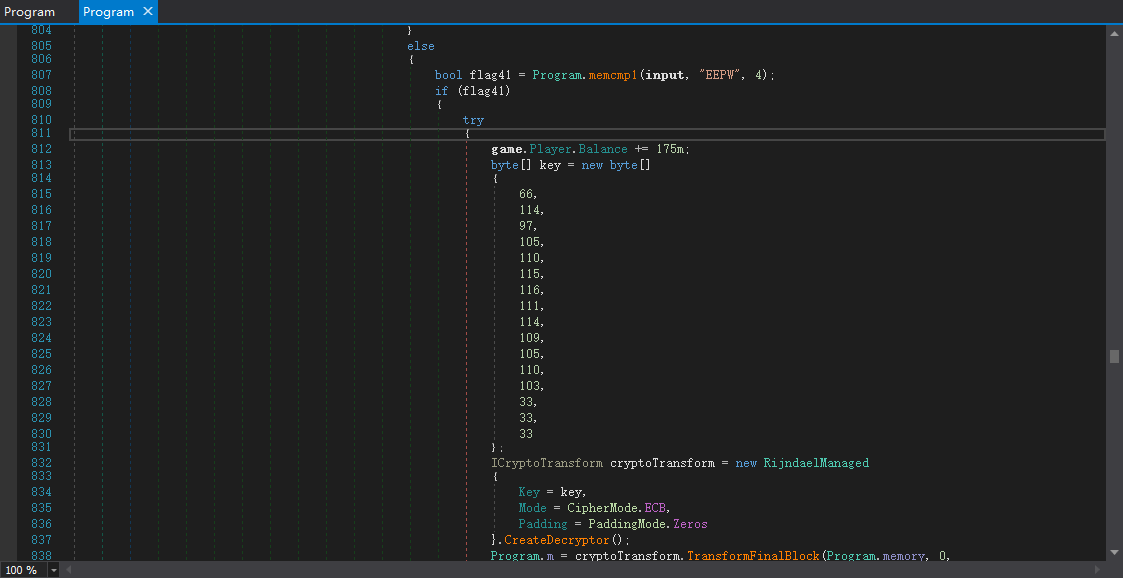 Program Program ✕
804 }
805 else
806 {
807 bool flag41 = Program.memcmp1(input, "EEPW", 4);
808 if (flag41)
809 {
810 try
811 {
812 game.Player.Balance += 175m;
813 byte[] key = new byte[]
814 {
815 66,
816 114,
817 97,
818 105,
819 110,
820 115,
821 116,
822 111,
823 114,
824 109,
825 105,
826 110,
827 103,
828 33,
829 33,
830 33
831 };
832 ICryptoTransform cryptoTransform = new RijndaelManaged
833 {
834 Key = key,
835 Mode = CipherMode.ECB,
836 Padding = PaddingMode.Zeros
837 }.CreateDecryptor();
838 Program.m = cryptoTransform.TransformFinalBlock(Program.memory, 0,
100 %